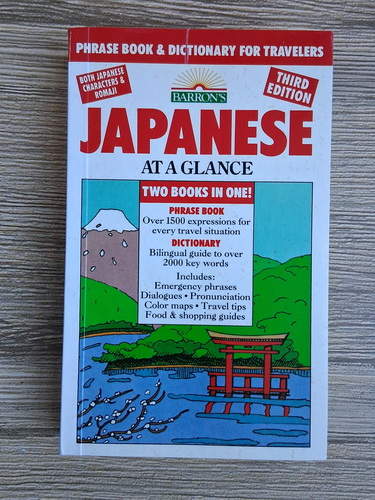 PHRASE BOOK & DICTIONARY FOR TRAVELERS
BOTH JAPANESE
CHARACTERS &
ROMAJI
BARRON'S
THIRD
EDITION
JAPANESE
AT A GLANCE
TWO BOOKS IN ONE!
PHRASE BOOK
Over 1500 expressions for
every travel situation
DICTIONARY
Bilingual guide to over
2000 key words
Includes:
Emergency phrases
Dialogues • Pronunciation
Color maps • Travel tips
Food & shopping guides